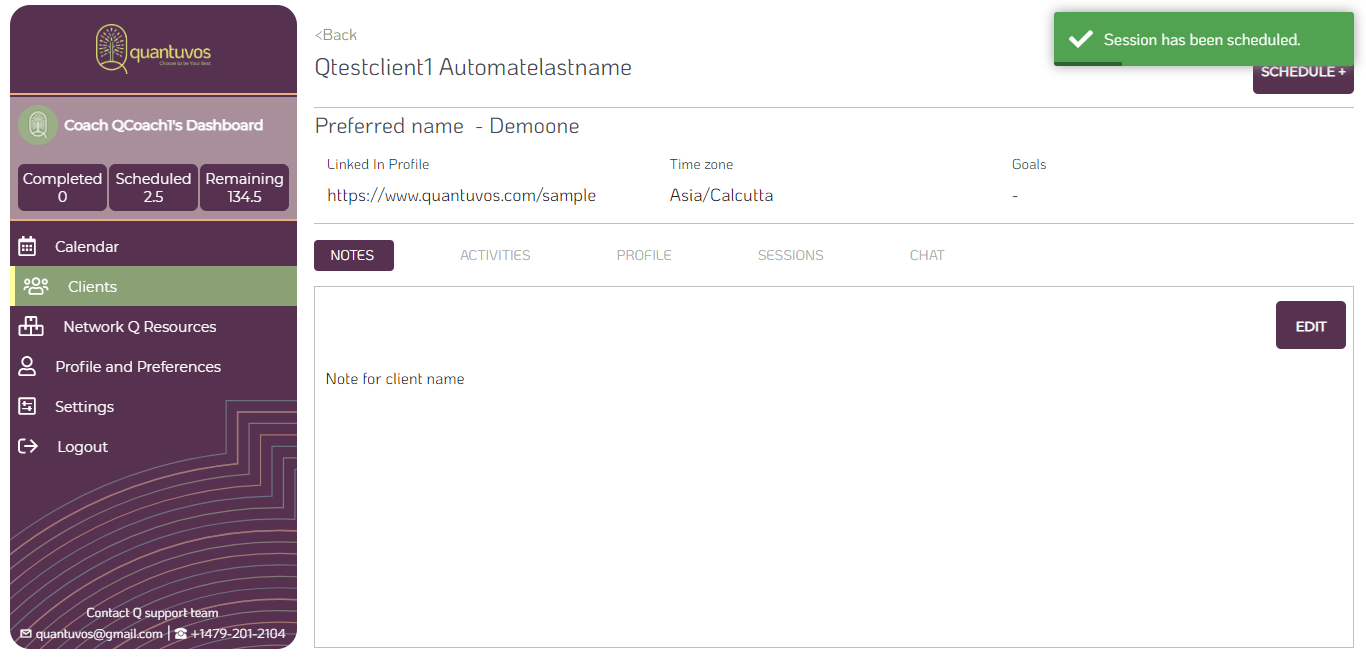 quantuvos
Choose to be Your Best
Coach QCoach1's Dashboard
Completed Scheduled Remaining
0 2.5 134.5
Calendar
Clients
Network Q Resources
Profile and Preferences
Settings
Logout
Contact Q support team
quantuvos@gmail.com | +1479-201-2104
<Back
Qtestclient1 Automatelastname
Session has been scheduled.
SCHEDULE +
Preferred name - Demoone
Linked In Profile Time zone Goals
https://www.quantuvos.com/sample Asia/Calcutta -
NOTES ACTIVITIES PROFILE SESSIONS CHAT
EDIT
Note for client name